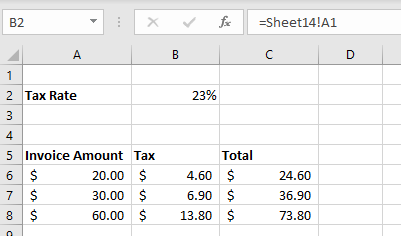 B2 fx =Sheet14!A1
A B C D
1
2 Tax Rate 23%
3
4
5 Invoice Amount Tax Total
6 $ 20.00 $ 4.60 $ 24.60
7 $ 30.00 $ 6.90 $ 36.90
8 $ 60.00 $ 13.80 $ 73.80